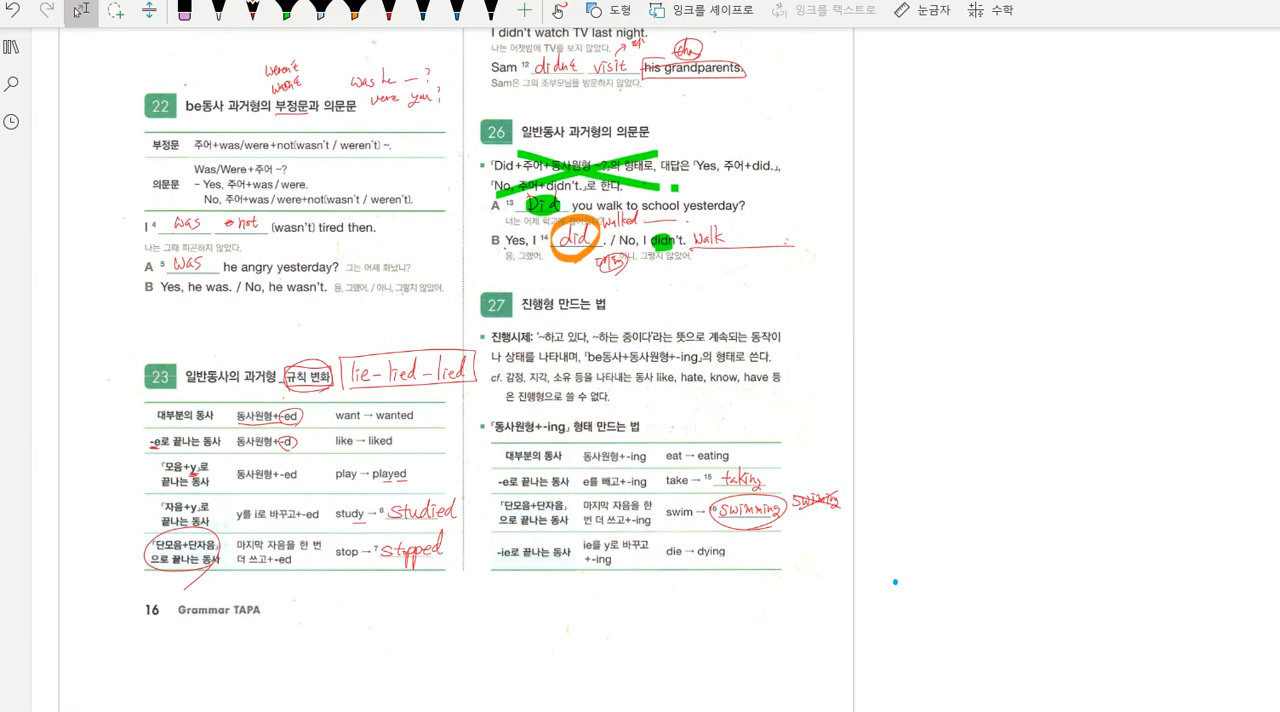 도형
잉크를 셰이프로
잉크를 텍스트로
눈금자
수학
weren't
wasn't
was he — ?
were you ?
22 be동사 과거형의 부정문과 의문문
부정문 주어+was/were+not(wasn't / weren't) ~.
의문문 Was/Were+주어 ~?
– Yes, 주어+was / were.
No, 주어+was/were+not(wasn't / weren't).
I 4 was not (wasn't) tired then.
나는 그때 피곤하지 않았다.
A 5 was he angry yesterday? 그는 어제 화났니?
B Yes, he was. / No, he wasn't. 응, 그랬어. / 아니, 그렇지 않았어.
23 일반동사의 과거형_규칙 변화 lie – lied – lied
대부분의 동사 동사원형+-ed want → wanted
-e로 끝나는 동사 동사원형+-d like → liked
「모음+y」로 끝나는 동사 동사원형+-ed play → played
「자음+y」로 끝나는 동사 y를 i로 바꾸고+-ed study → 6 studied
「단모음+단자음」으로 끝나는 동사 마지막 자음을 한 번 더 쓰고+-ed stop → 7 stopped
16 Grammar TAPA
I didn't watch TV last night.
나는 어젯밤에 TV를 보지 않았다.
Sam 12 didn't visit his grandparents.
Sam은 그의 조부모님을 방문하지 않았다.
26 일반동사 과거형의 의문문
「Did+주어+동사원형 ~?」의 형태로, 대답은 「Yes, 주어+did.」,
「No, 주어+didn't.」로 한다.
A 13 Did you walk to school yesterday?
너는 어제 학교에
walked
B Yes, I 14 did . / No, I didn't. walk
응, 그랬어. 아니, 그렇지 않았어.
27 진행형 만드는 법
진행시제: '~하고 있다, ~하는 중이다'라는 뜻으로 계속되는 동작이
나 상태를 나타내며, 「be동사+동사원형+-ing」의 형태로 쓴다.
cf. 감정, 지각, 소유 등을 나타내는 동사 like, hate, know, have 등
은 진행형으로 쓸 수 없다.
「동사원형+-ing」 형태 만드는 법
대부분의 동사 동사원형+-ing eat → eating
-e로 끝나는 동사 e를 빼고+-ing take → 15 taking
「단모음+단자음」으로 끝나는 동사 마지막 자음을 한 번 더 쓰고+-ing swim → 16 swimming swiming
-ie로 끝나는 동사 ie를 y로 바꾸고+-ing die → dying